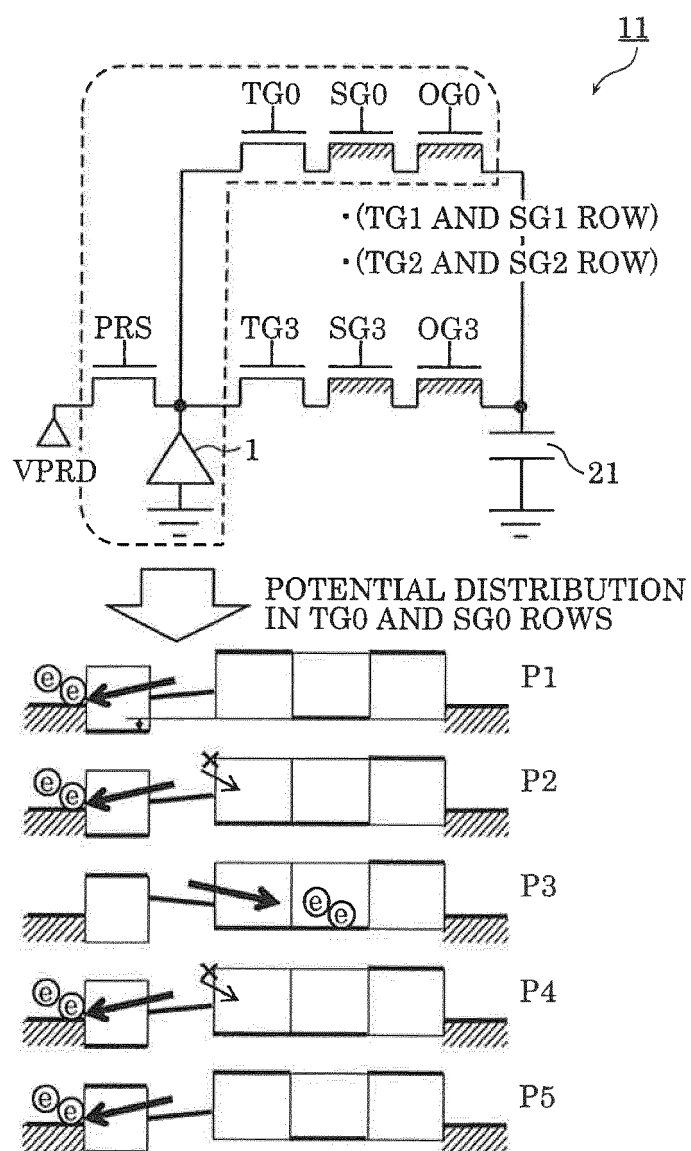 11
TG0 SG0 OG0
·(TG1 AND SG1 ROW)
·(TG2 AND SG2 ROW)
PRS TG3 SG3 OG3
VPRD 1 21
POTENTIAL DISTRIBUTION
IN TG0 AND SG0 ROWS
e e P1
e e × P2
e e P3
e e × P4
e e P5